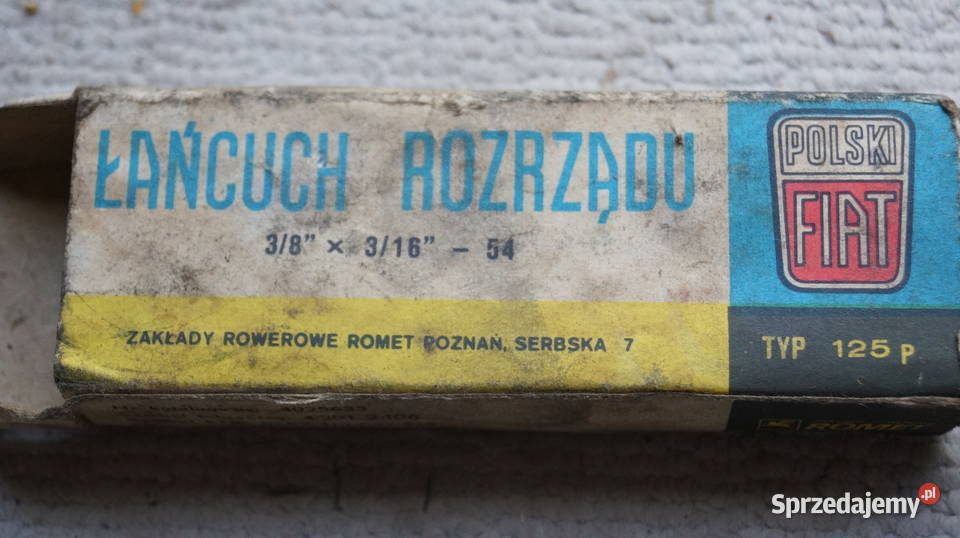 ŁAŃCUCH ROZRZĄDU
3/8" × 3/16" – 54
POLSKI
FIAT
ZAKŁADY ROWEROWE ROMET POZNAŃ, SERBSKA 7
TYP 125 p
ROMET
Sprzedajemy.pl